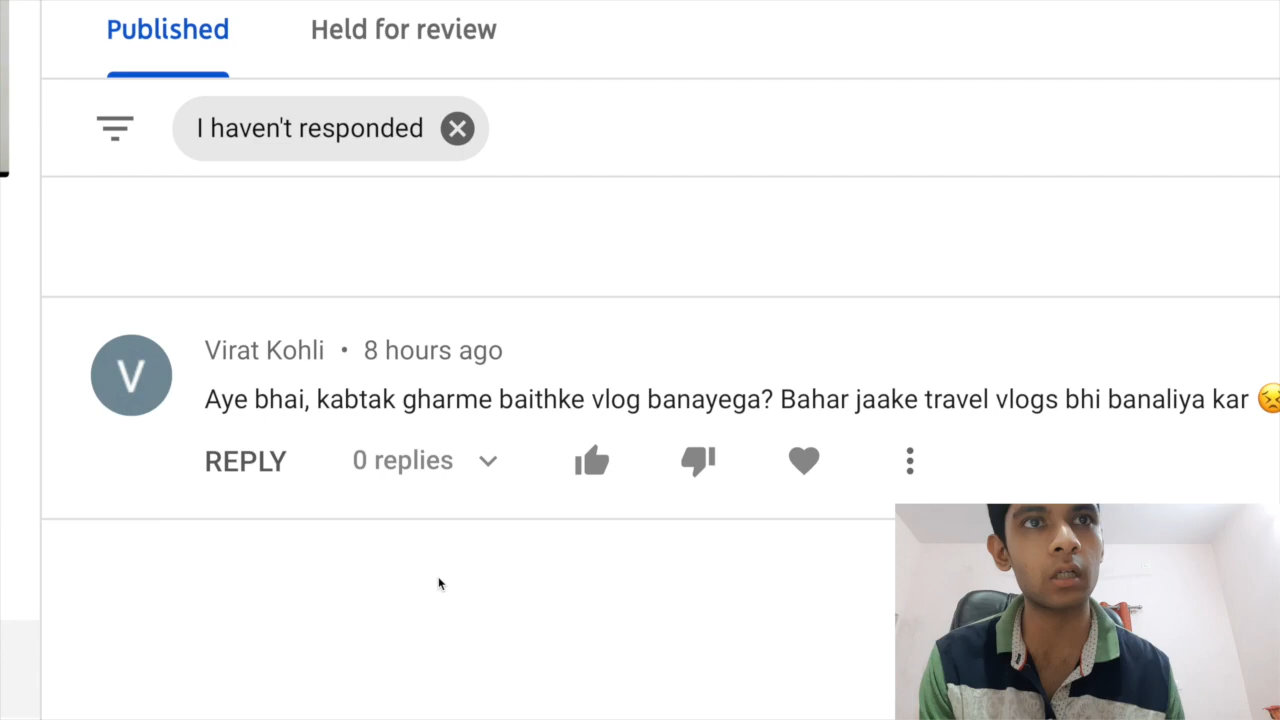 Published Held for review
I haven't responded
V
Virat Kohli • 8 hours ago
Aye bhai, kabtak gharme baithke vlog banayega? Bahar jaake travel vlogs bhi banaliya kar 😣
REPLY 0 replies